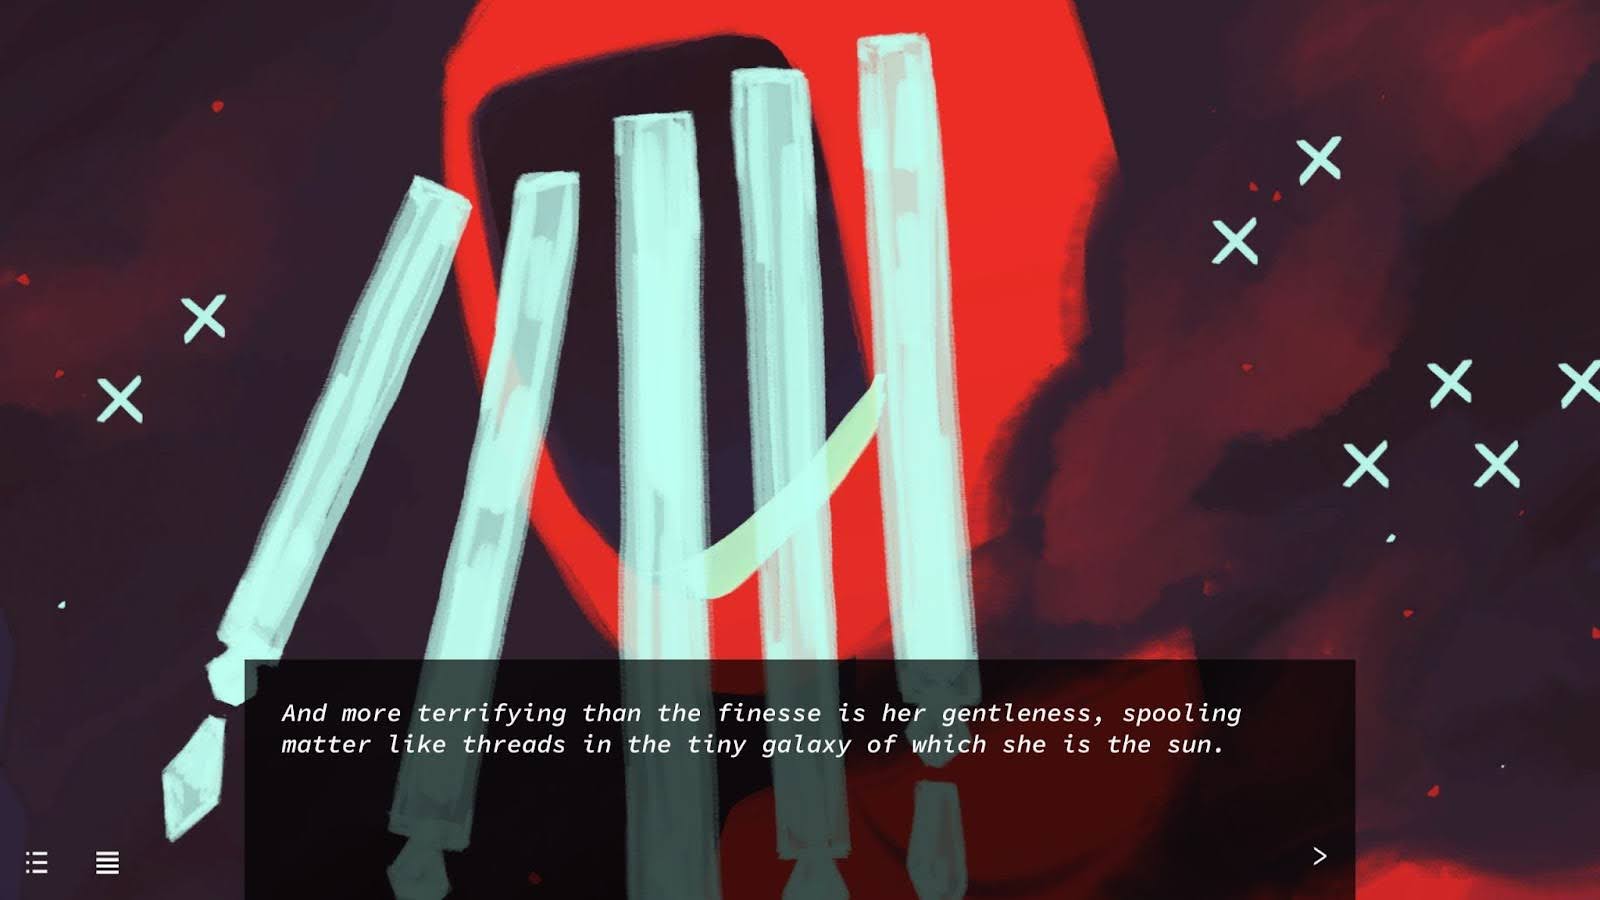 And more terrifying than the finesse is her gentleness, spooling
matter like threads in the tiny galaxy of which she is the sun.